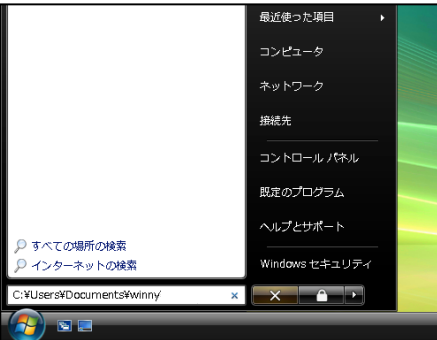 最近使った項目
コンピュータ
ネットワーク
接続先
コントロール パネル
既定のプログラム
ヘルプとサポート
Windows セキュリティ
すべての場所の検索
インターネットの検索
C:¥Users¥Documents¥winny